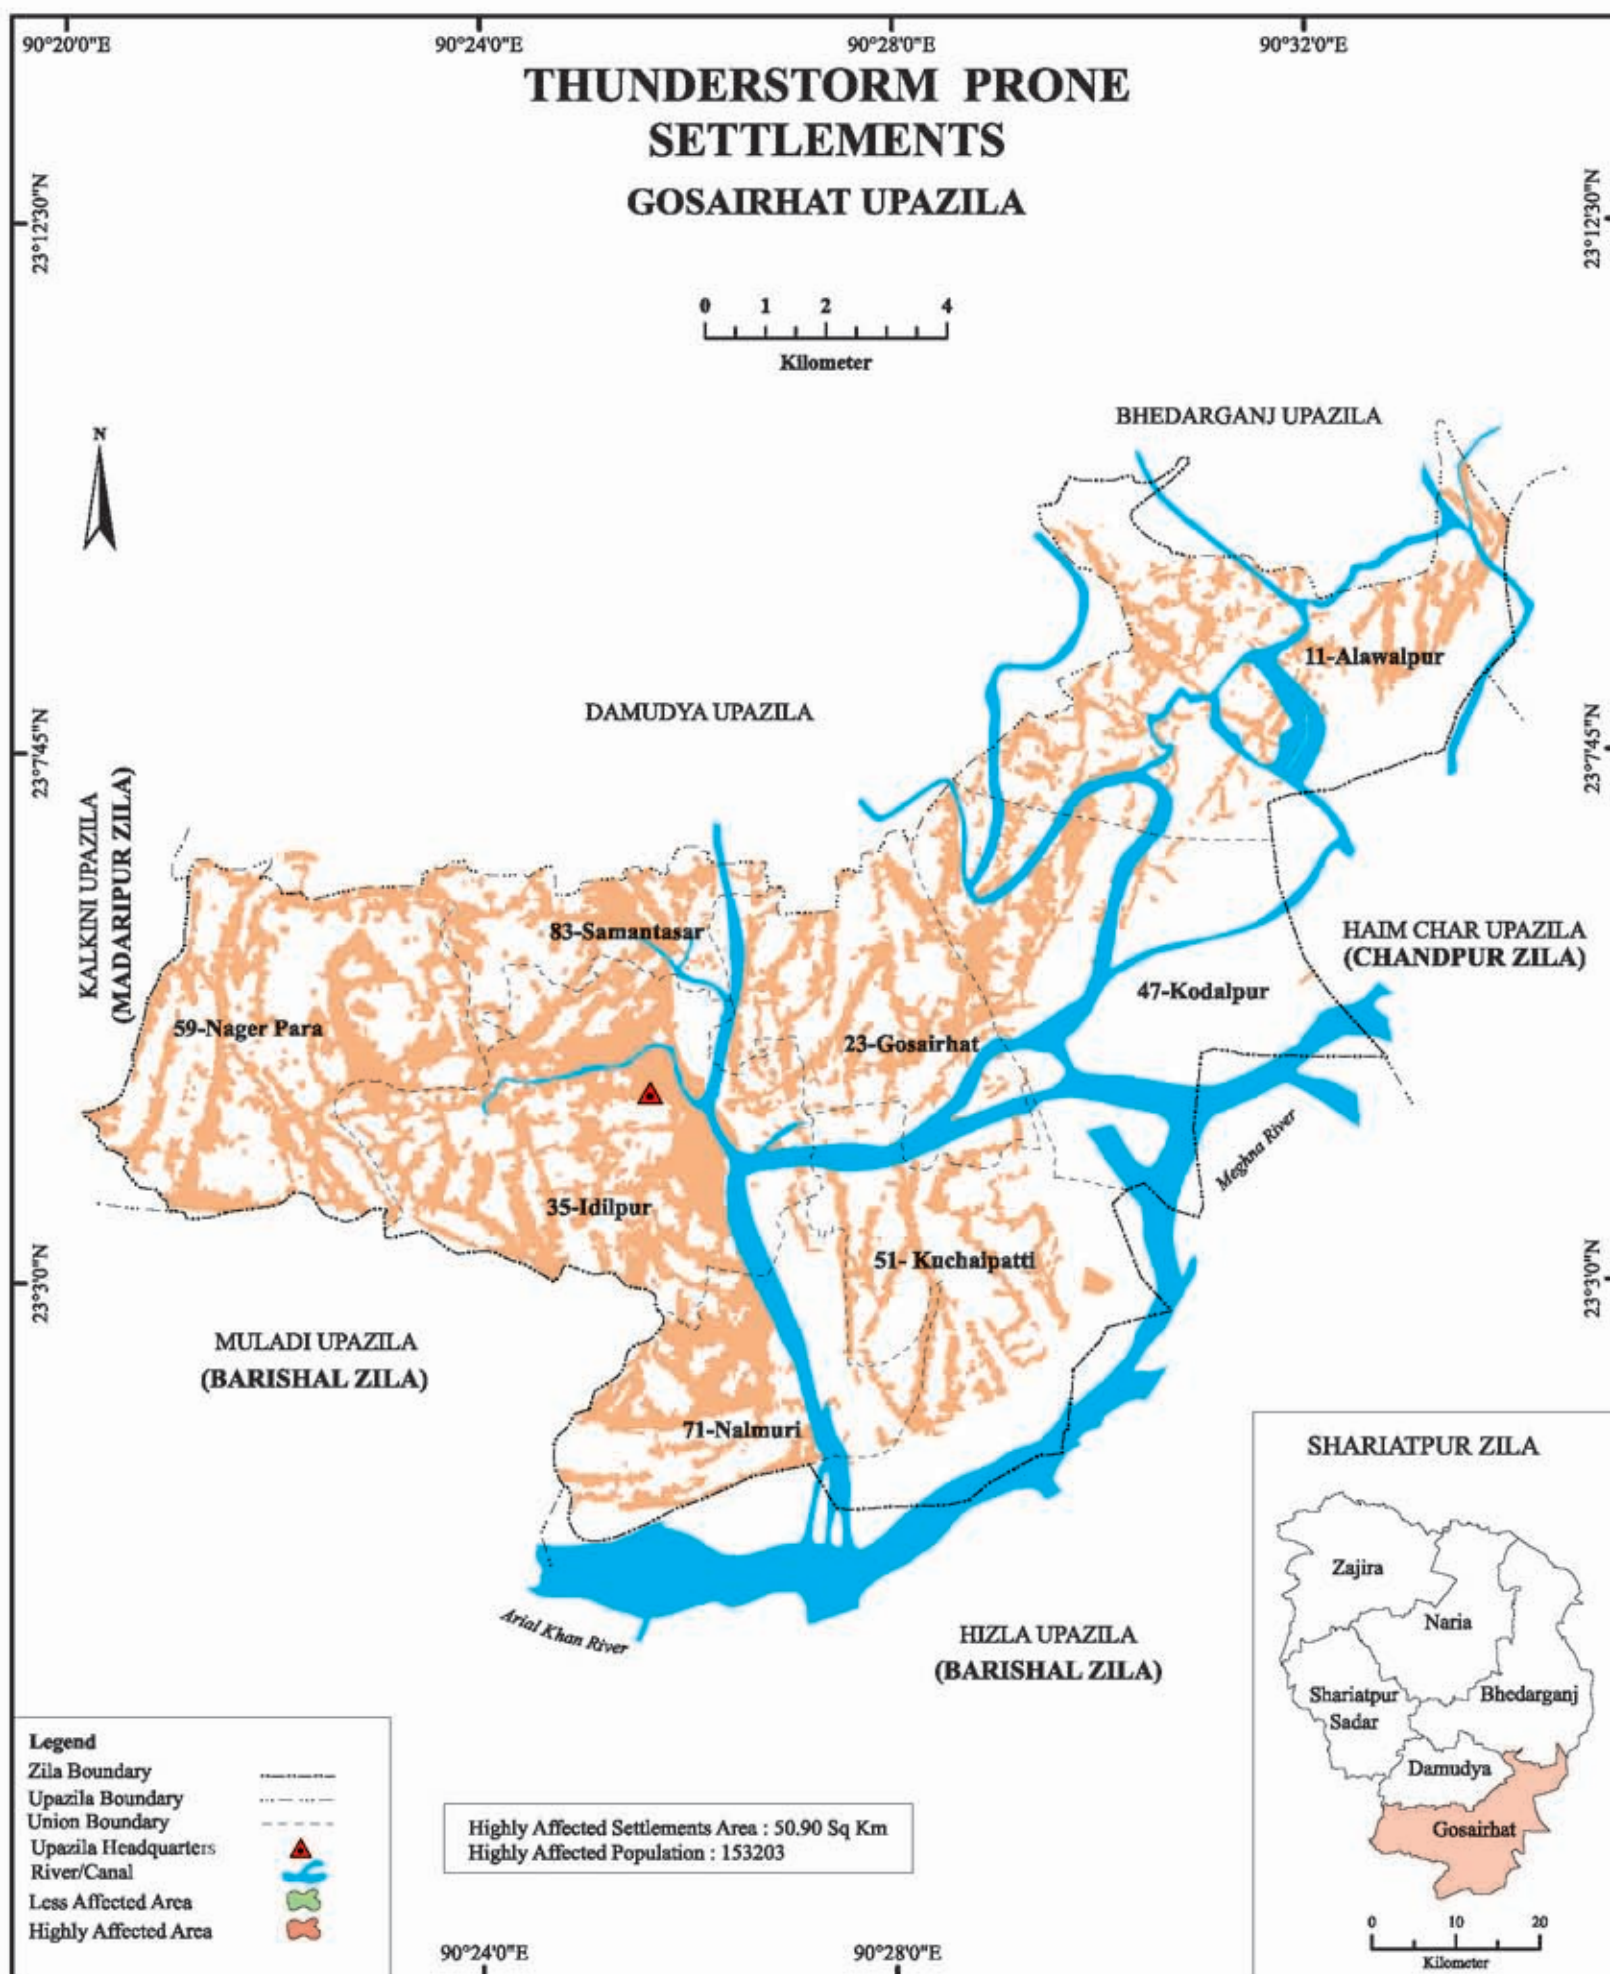 90°20'0"E
90°24'0"E
90°28'0"E
90°32'0"E
THUNDERSTORM PRONE
SETTLEMENTS
GOSAIRHAT UPAZILA
23°12'30"N
23°12'30"N
0 1 2 4
Kilometer
N
BHEDARGANJ UPAZILA
11-Alawalpur
DAMUDYA UPAZILA
23°7'45"N
23°7'45"N
KALKINI UPAZILA
(MADARIPUR ZILA)
83-Samantasar
HAIM CHAR UPAZILA
(CHANDPUR ZILA)
47-Kodalpur
59-Nager Para
23-Gosairhat
Meghna River
35-Idilpur
51- Kuchaipatti
23°3'0"N
23°3'0"N
MULADI UPAZILA
(BARISHAL ZILA)
71-Nalmuri
Arial Khan River
HIZLA UPAZILA
(BARISHAL ZILA)
SHARIATPUR ZILA
Zajira
Naria
Shariatpur
Sadar
Bhedarganj
Damudya
Gosairhat
0 10 20
Kilometer
Legend
Zila Boundary
Upazila Boundary
Union Boundary
Upazila Headquarters
River/Canal
Less Affected Area
Highly Affected Area
Highly Affected Settlements Area : 50.90 Sq Km
Highly Affected Population : 153203
90°24'0"E
90°28'0"E